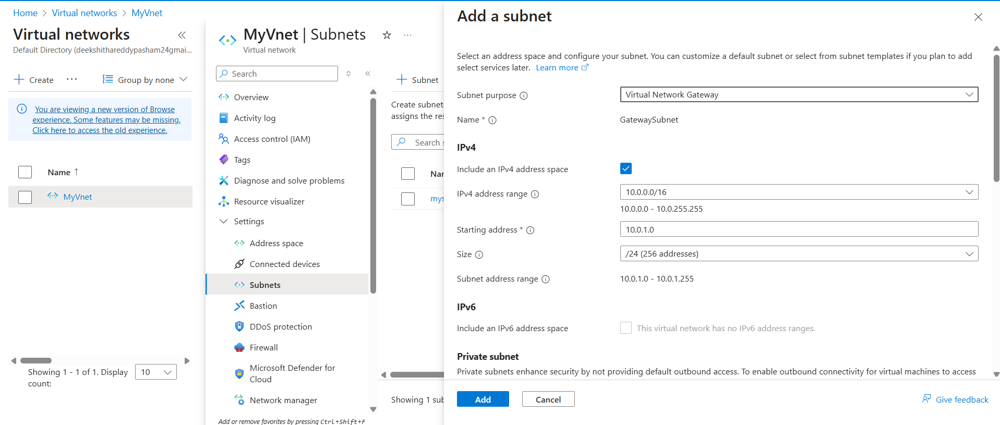 Home > Virtual networks > MyVnet
Virtual networks
Default Directory (deekshithareddypasham24gmai...
Create
Group by none
You are viewing a new version of Browse
experience. Some features may be missing.
Click here to access the old experience.
Name ↑
MyVnet
Showing 1 - 1 of 1. Display
count:
10
MyVnet | Subnets
Virtual network
Search
Overview
Activity log
Access control (IAM)
Tags
Diagnose and solve problems
Resource visualizer
Settings
Address space
Connected devices
Subnets
Bastion
DDoS protection
Firewall
Microsoft Defender for
Cloud
Network manager
Add or remove favorites by pressing Ctrl+Shift+F
Subnet
Create subnet
assigns the
Search
Showing 1
Add a subnet
Select an address space and configure your subnet. You can customize a default subnet or select from subnet templates if you plan to add
select services later. Learn more
Subnet purpose
Virtual Network Gateway
Name *
GatewaySubnet
IPv4
Include an IPv4 address space
IPv4 address range
10.0.0.0/16
10.0.0.0 - 10.0.255.255
Starting address *
10.0.1.0
Size
/24 (256 addresses)
Subnet address range
10.0.1.0 - 10.0.1.255
IPv6
Include an IPv6 address space
This virtual network has no IPv6 address ranges.
Private subnet
Private subnets enhance security by not providing default outbound access. To enable outbound connectivity for virtual machines to access
Add
Cancel
Give feedback